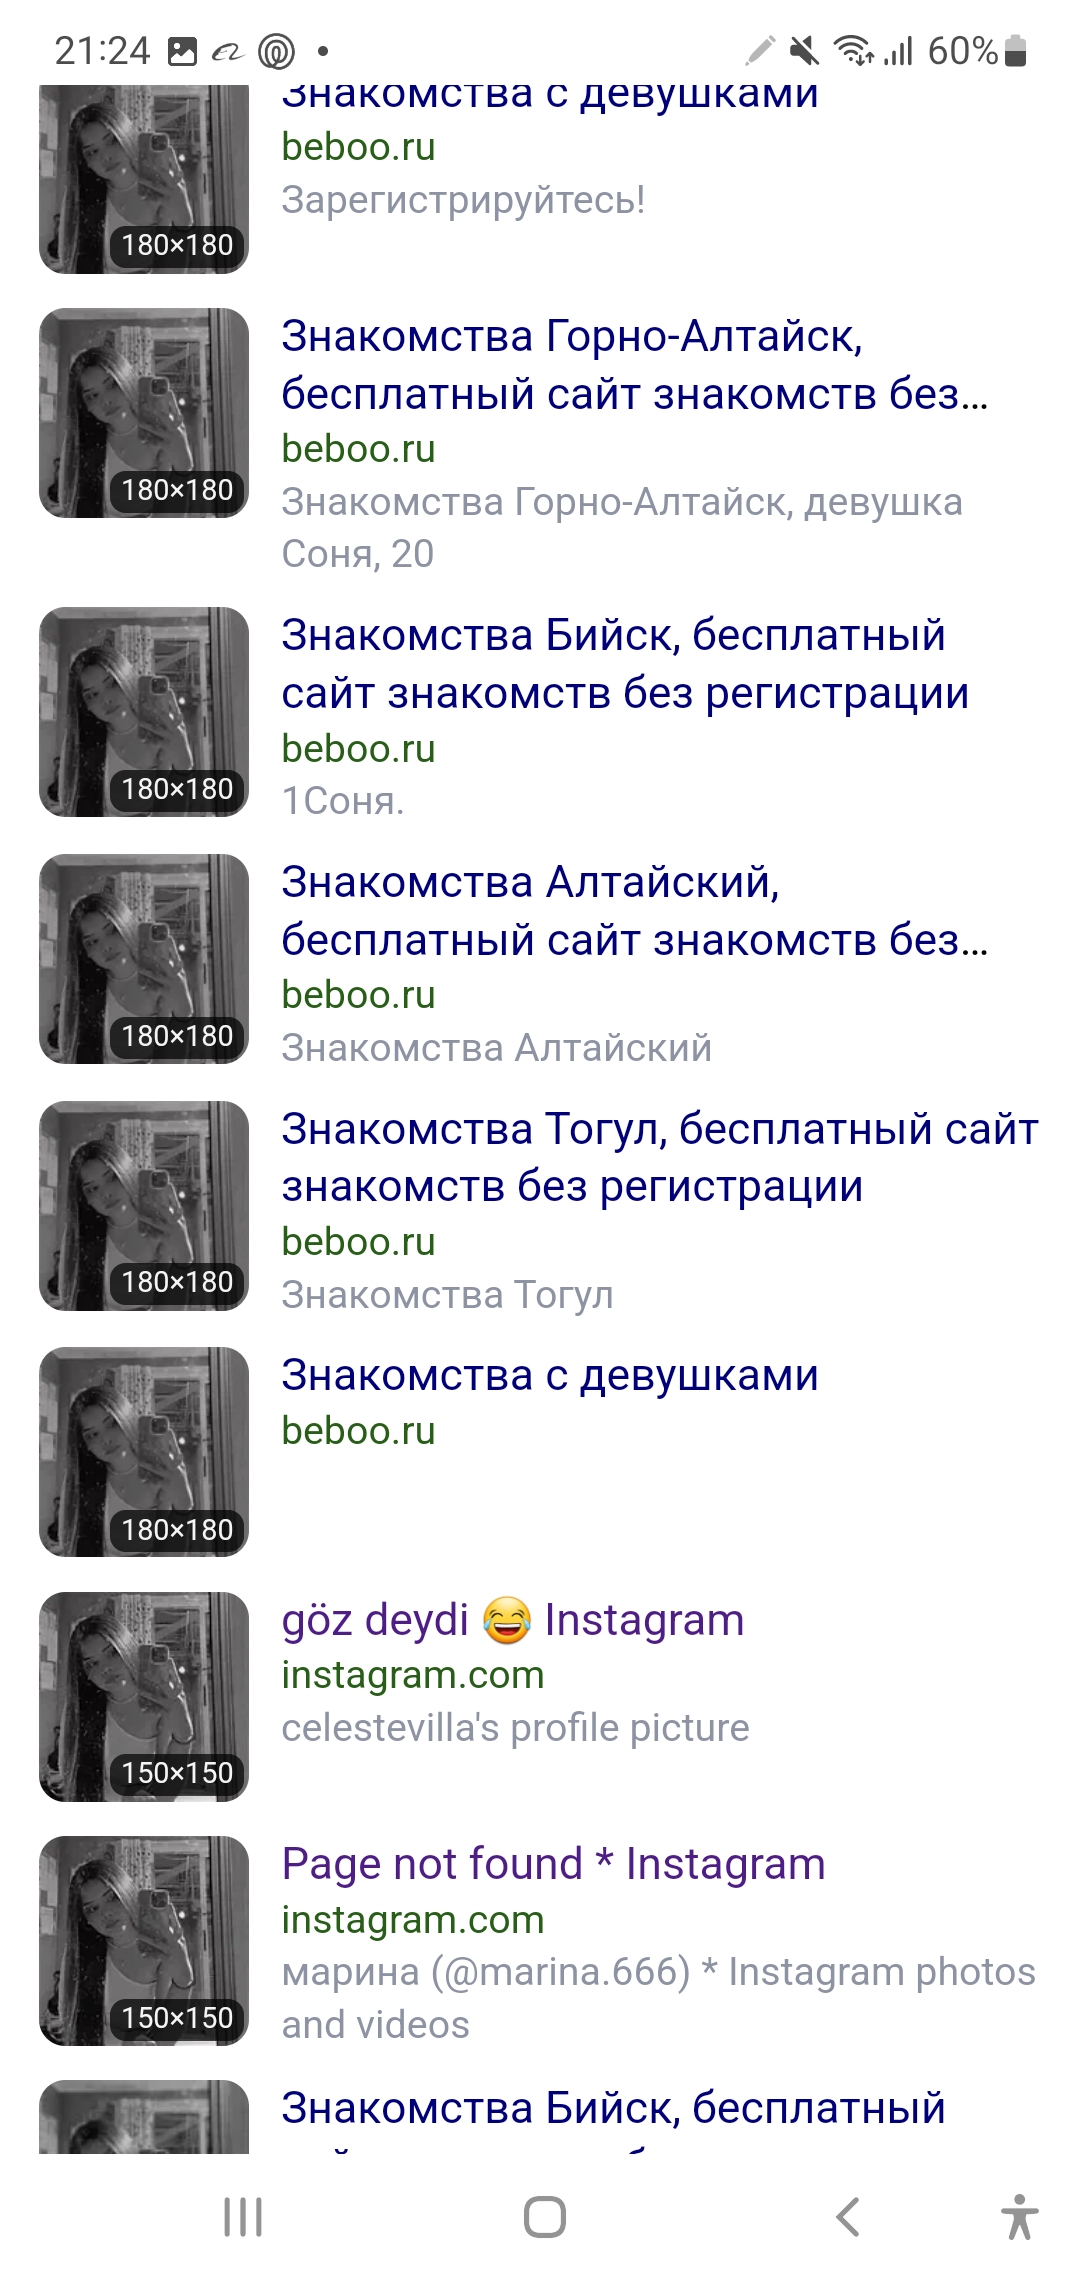 21:24
60%
Знакомства с девушками
beboo.ru
Зарегистрируйтесь!
180×180
Знакомства Горно-Алтайск,
бесплатный сайт знакомств без...
beboo.ru
Знакомства Горно-Алтайск, девушка
Соня, 20
180×180
Знакомства Бийск, бесплатный
сайт знакомств без регистрации
beboo.ru
1Соня.
180×180
Знакомства Алтайский,
бесплатный сайт знакомств без...
beboo.ru
Знакомства Алтайский
180×180
Знакомства Тогул, бесплатный сайт
знакомств без регистрации
beboo.ru
Знакомства Тогул
180×180
Знакомства с девушками
beboo.ru
180×180
göz deydi 😂 Instagram
instagram.com
celestevilla's profile picture
150×150
Page not found * Instagram
instagram.com
марина (@marina.666) * Instagram photos
and videos
150×150
Знакомства Бийск, бесплатный